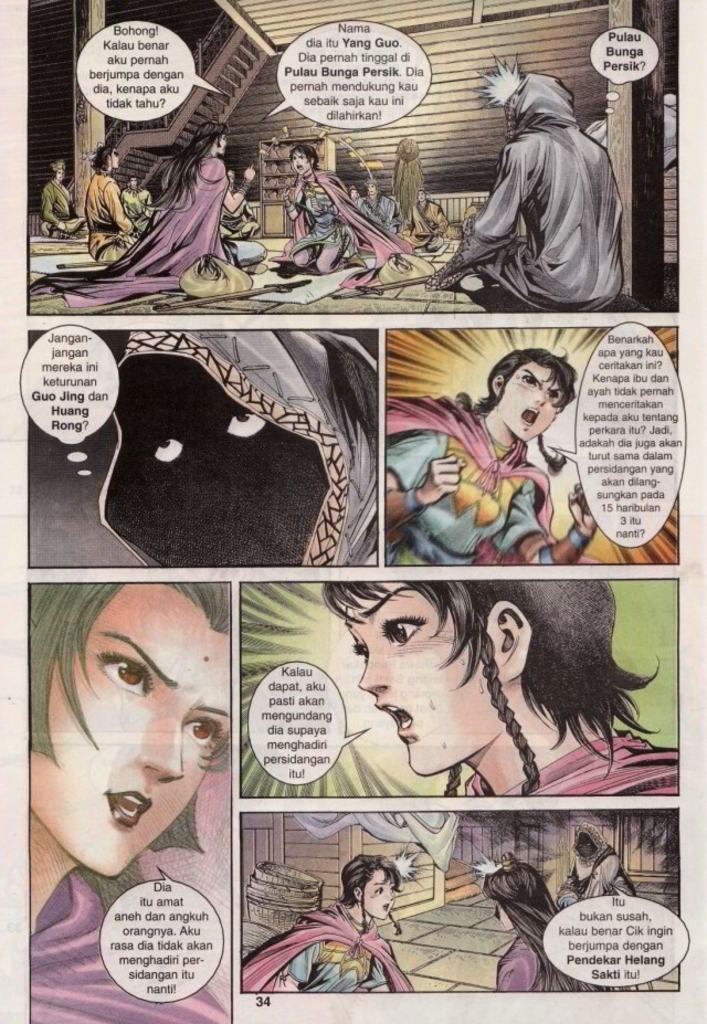 Bohong!
Kalau benar
aku pernah
berjumpa dengan
dia, kenapa aku
tidak tahu?
Nama
dia itu Yang Guo.
Dia pernah tinggal di
Pulau Bunga Persik. Dia
pernah mendukung kau
sebaik saja kau ini
dilahirkan!
Pulau
Bunga
Persik?
Jangan-
jangan
mereka ini
keturunan
Guo Jing dan
Huang
Rong?
Benarkah
apa yang kau
ceritakan ini?
Kenapa ibu dan
ayah tidak pernah
menceritakan
kepada aku tentang
perkara itu? Jadi,
adakah dia juga akan
turut sama dalam
persidangan yang
akan dilang-
sungkan pada
15 haribulan
3 itu
nanti?
Dia
itu amat
aneh dan angkuh
orangnya. Aku
rasa dia tidak akan
menghadiri per-
sidangan itu
nanti!
Kalau
dapat, aku
pasti akan
mengundang
dia supaya
menghadiri
persidangan
itu!
Itu
bukan susah,
kalau benar Cik ingin
berjumpa dengan
Pendekar Helang
Sakti itu!
34